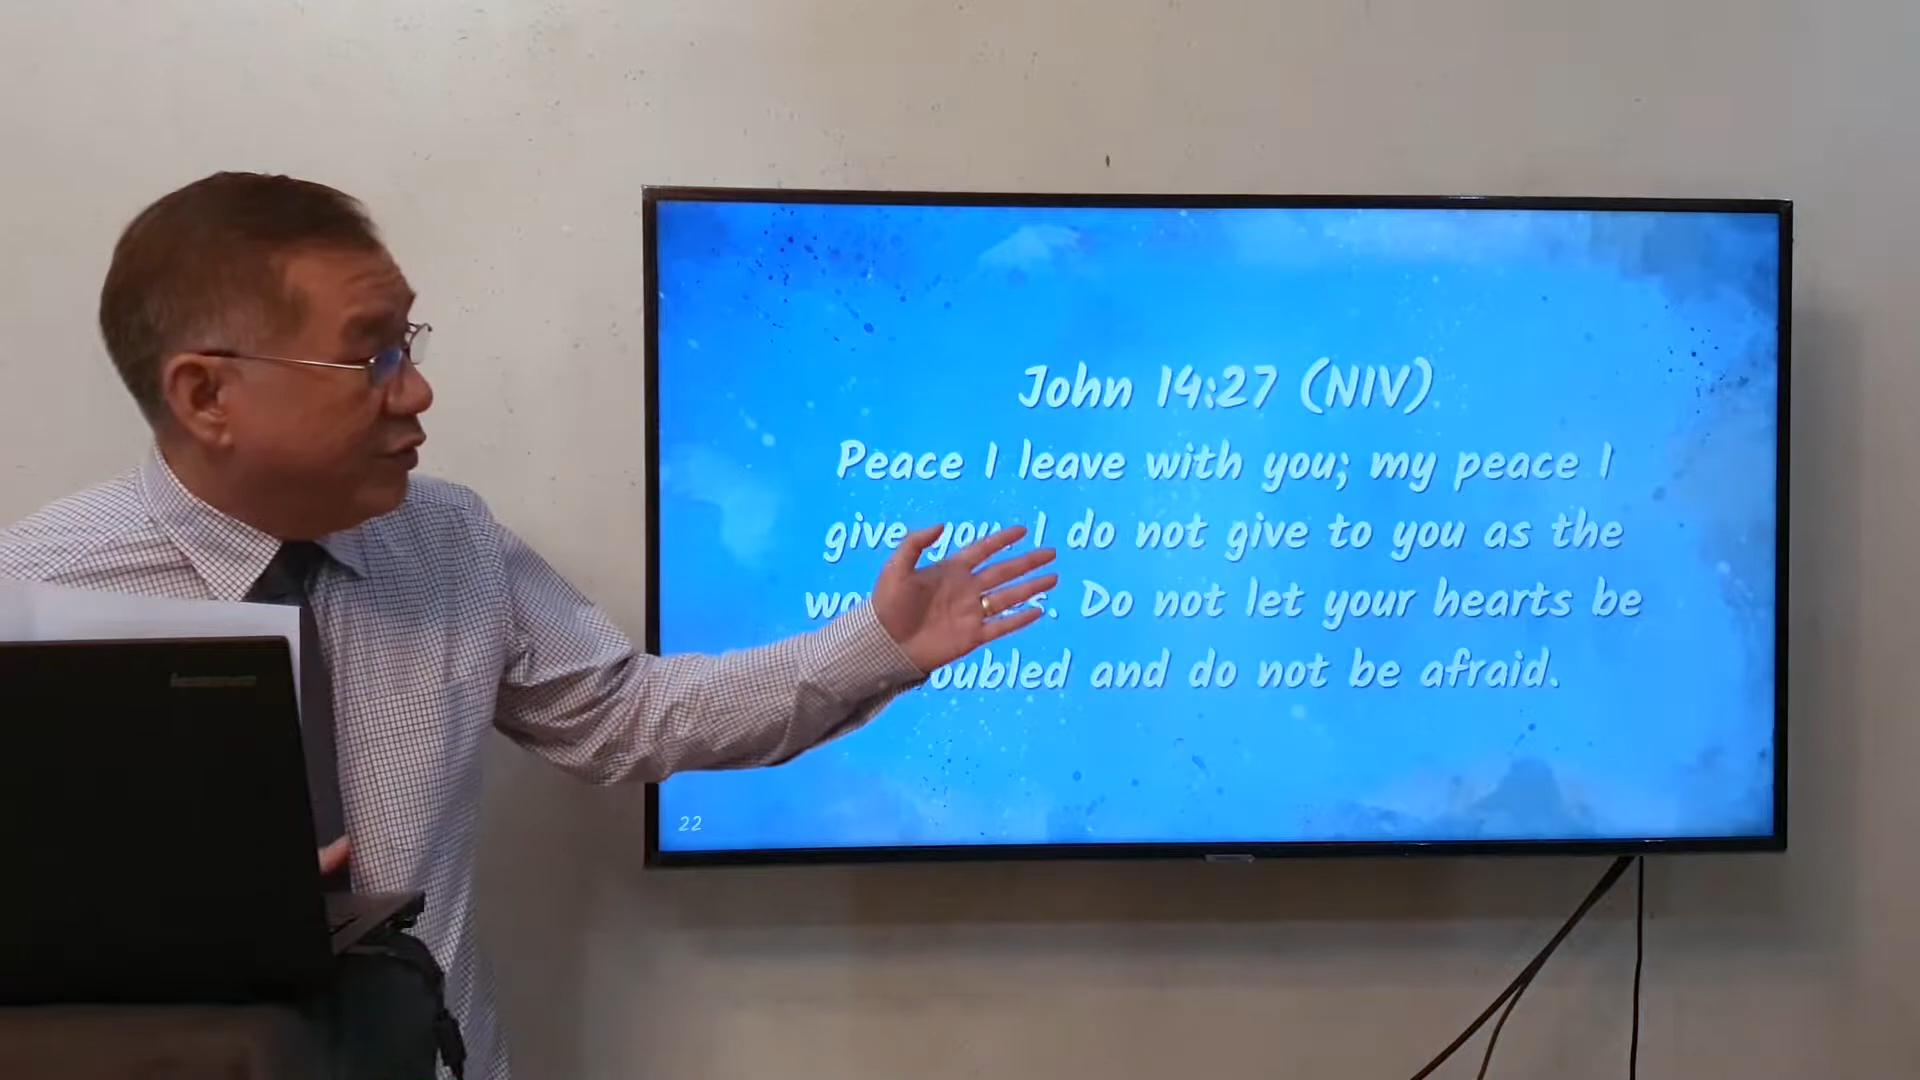 John 14:27 (NIV)
Peace I leave with you; my peace I
give you. I do not give to you as the
Do not let your hearts be
and do not be afraid.
22